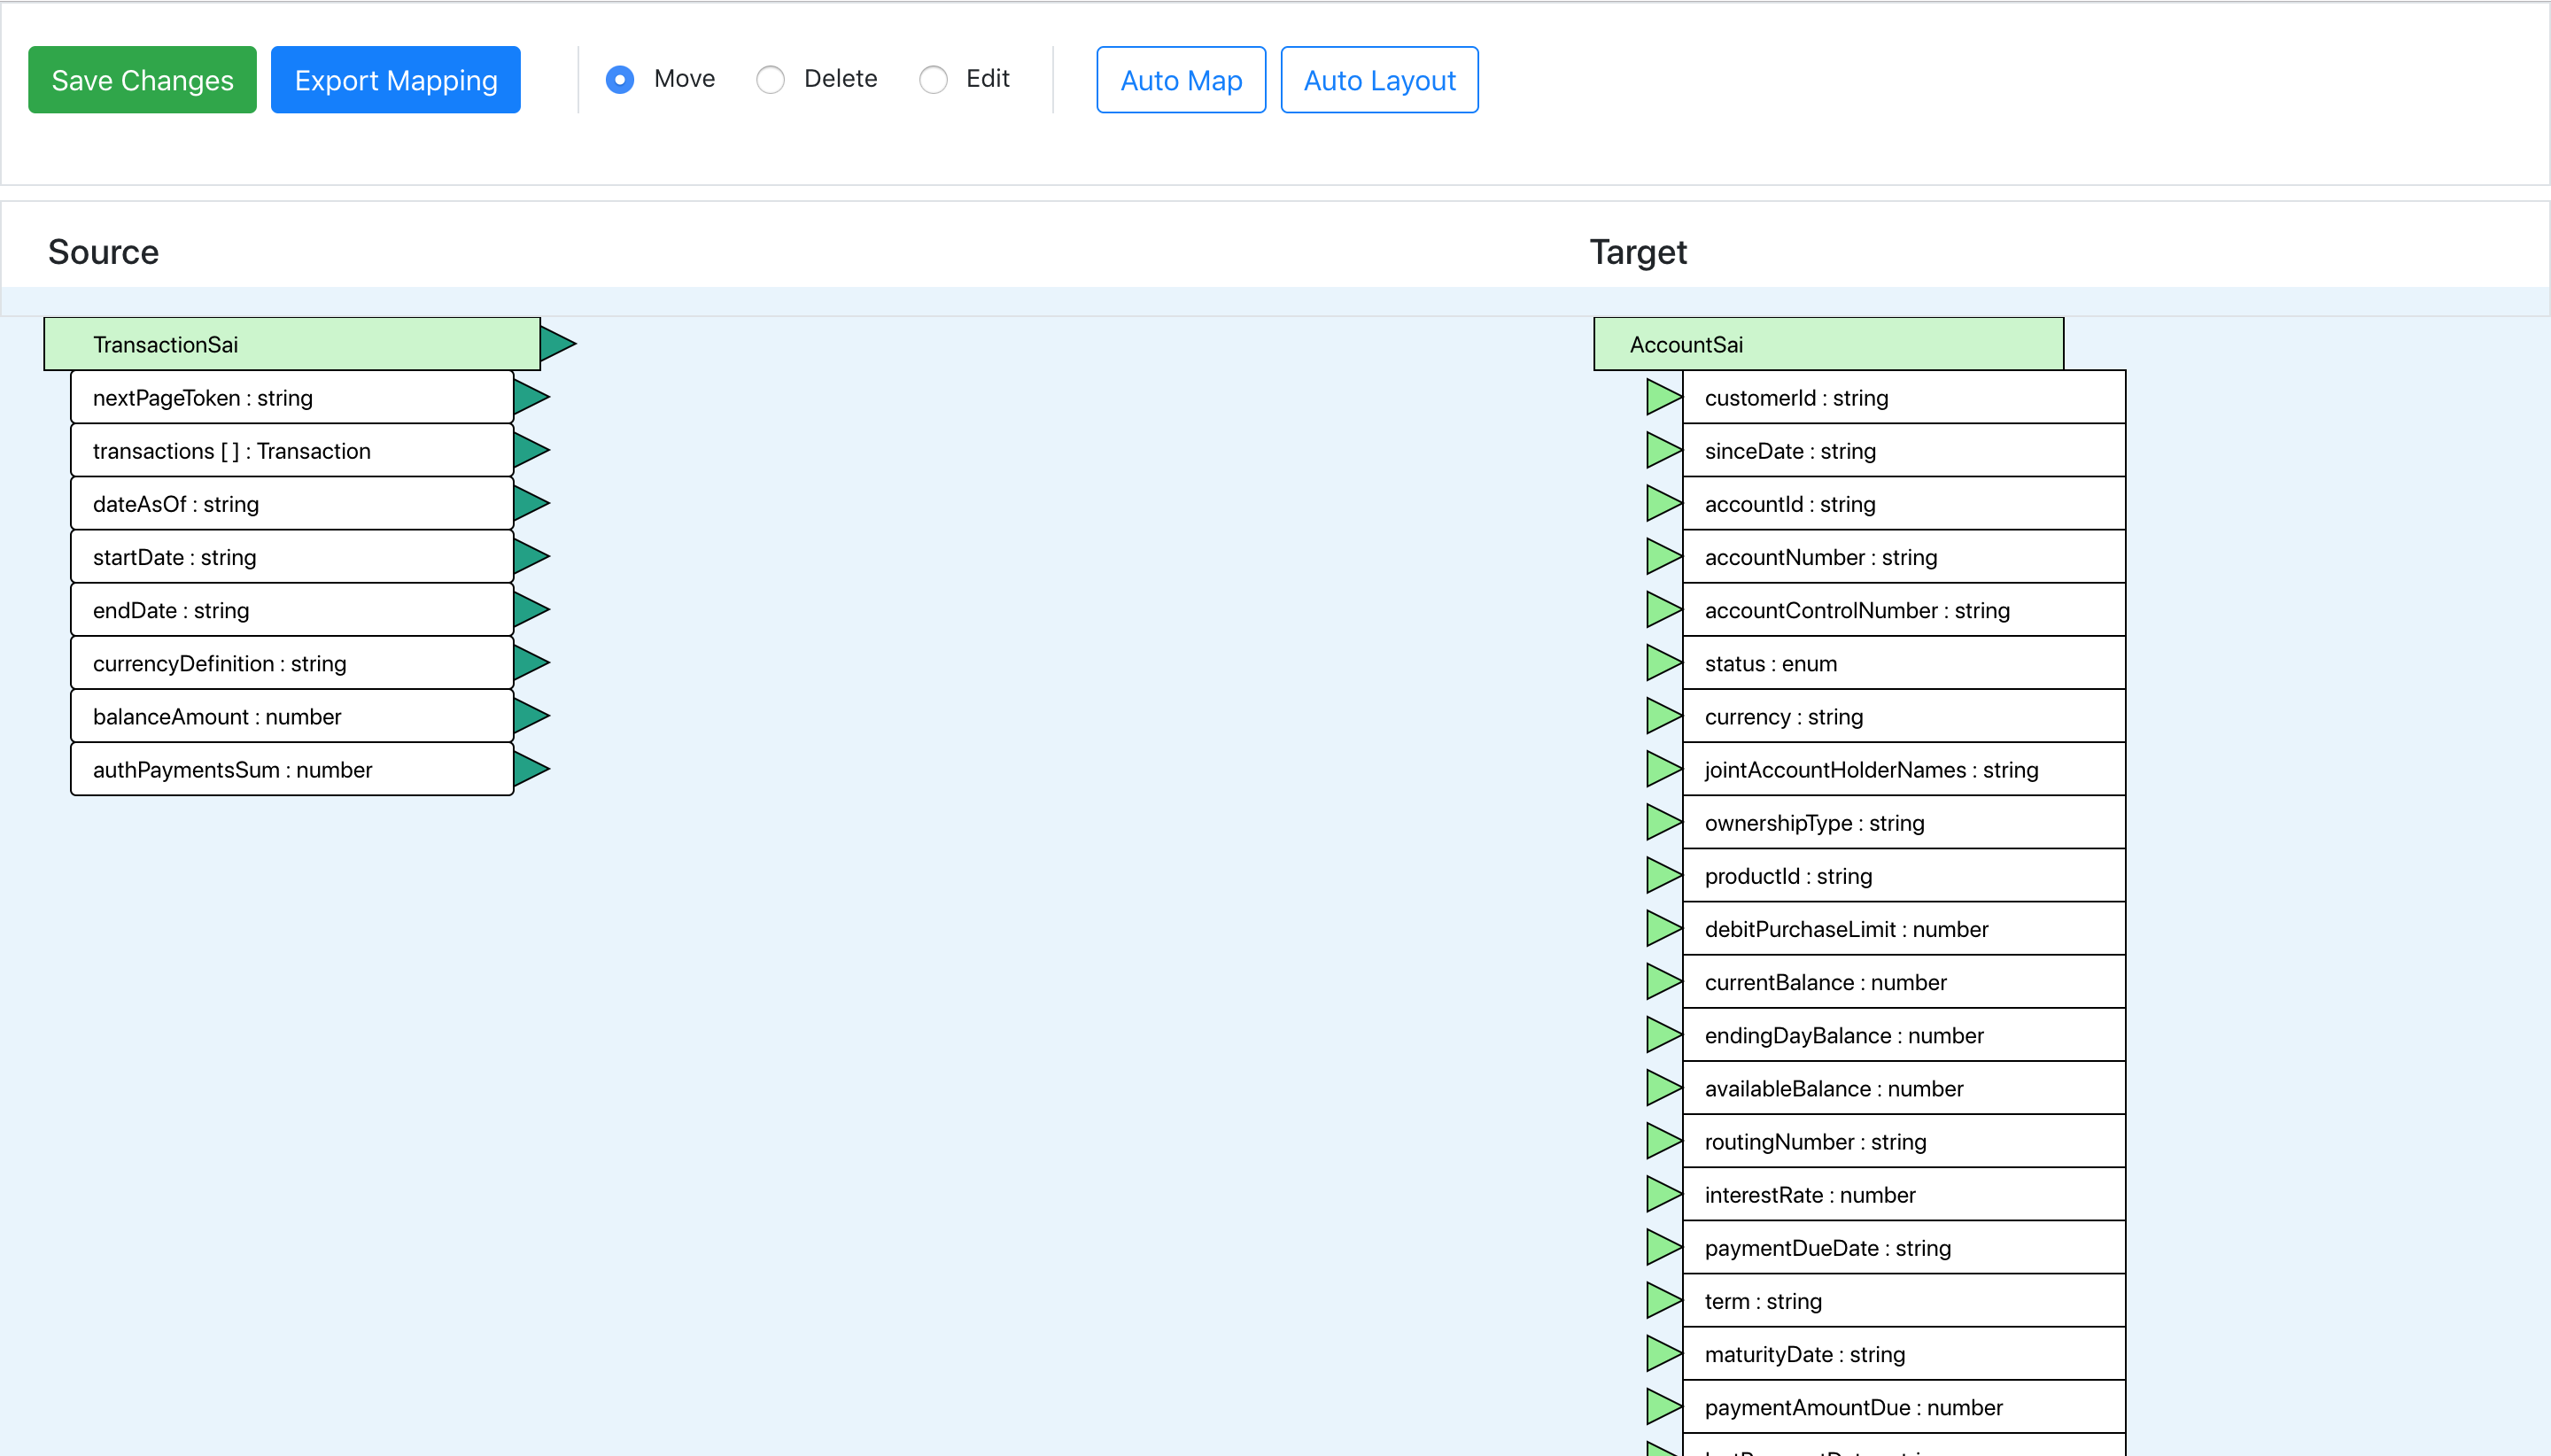 Save Changes
Export Mapping
Move
Delete
Edit
Auto Map
Auto Layout
Source
Target
TransactionSai
nextPageToken : string
transactions [ ] : Transaction
dateAsOf : string
startDate : string
endDate : string
currencyDefinition : string
balanceAmount : number
authPaymentsSum : number
AccountSai
customerId : string
sinceDate : string
accountId : string
accountNumber : string
accountControlNumber : string
status : enum
currency : string
jointAccountHolderNames : string
ownershipType : string
productId : string
debitPurchaseLimit : number
currentBalance : number
endingDayBalance : number
availableBalance : number
routingNumber : string
interestRate : number
paymentDueDate : string
term : string
maturityDate : string
paymentAmountDue : number